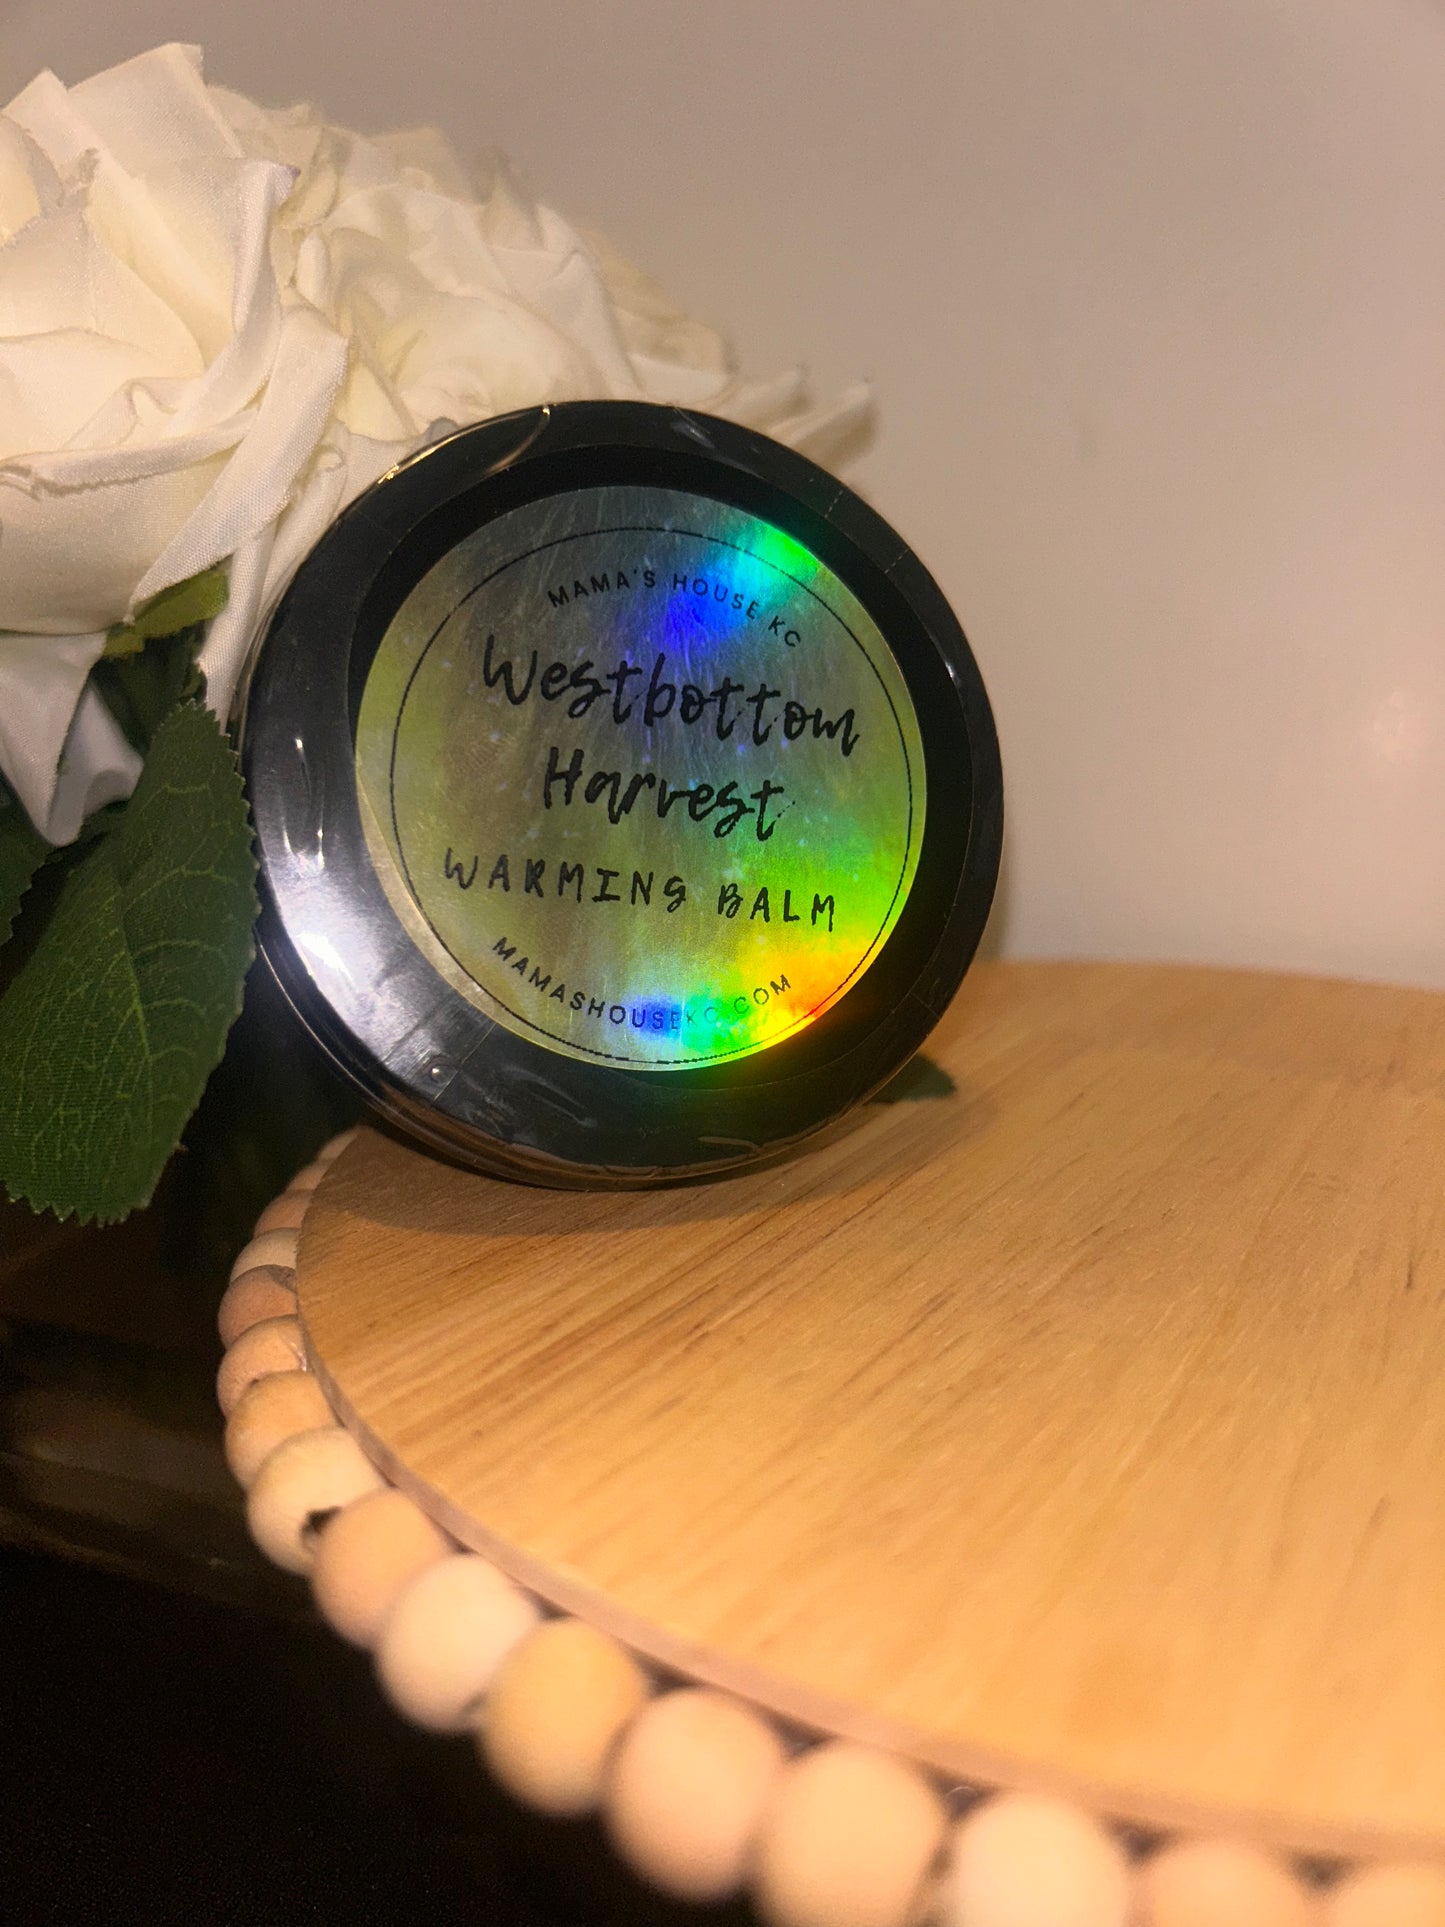 MAMA'S HOUSE KC
Westbottom
Harvest
WARMING BALM
MAMASHOUSEKC.COM